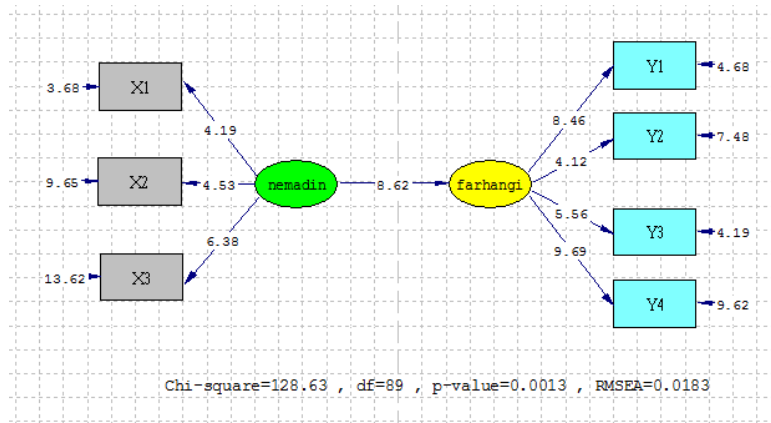 3.68
X1
4.19
9.65
X2
4.53
6.38
13.62
X3
nemadin
8.62
farhangi
8.46
Y1
4.68
4.12
Y2
7.48
5.56
Y3
4.19
9.69
Y4
9.62
Chi-square=128.63 , df=89 , p-value=0.0013 , RMSEA=0.0183